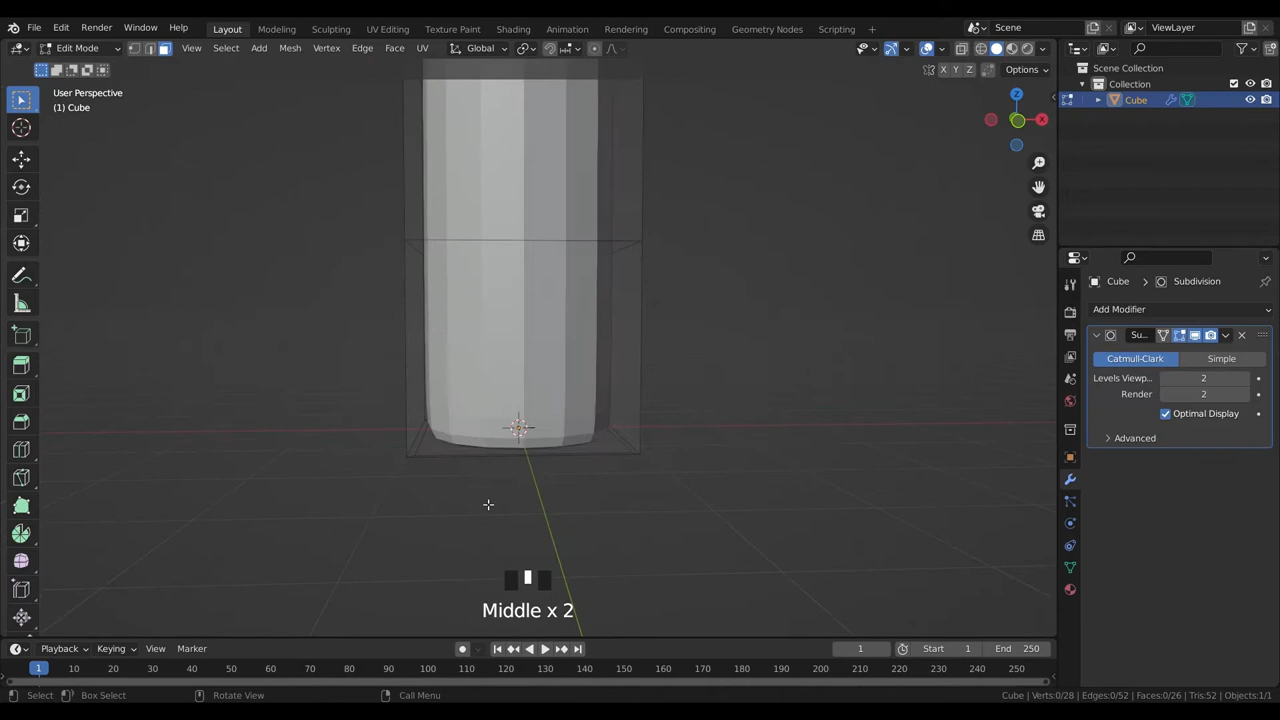 File Edit Render Window Help Layout Modeling Sculpting UV Editing Texture Paint Shading Animation Rendering Compositing Geometry Nodes Scripting Scene ViewLayer
Edit Mode View Select Add Mesh Vertex Edge Face UV Global
X Y Z Options
User Perspective
(1) Cube
Z
X
Scene Collection
Collection
Cube
Cube Subdivision
Add Modifier
Su...
Catmull-Clark Simple
Levels Viewp... 2
Render 2
Optimal Display
Advanced
Middle x 2
Playback Keying View Marker 1 Start 1 End 250
1 10 20 30 40 50 60 70 80 90 100 110 120 130 140 150 160 170 180 190 200 210 220 230 240 250
Select Box Select Rotate View Call Menu Cube | Verts:0/28 | Edges:0/52 | Faces:0/26 | Tris:52 | Objects:1/1